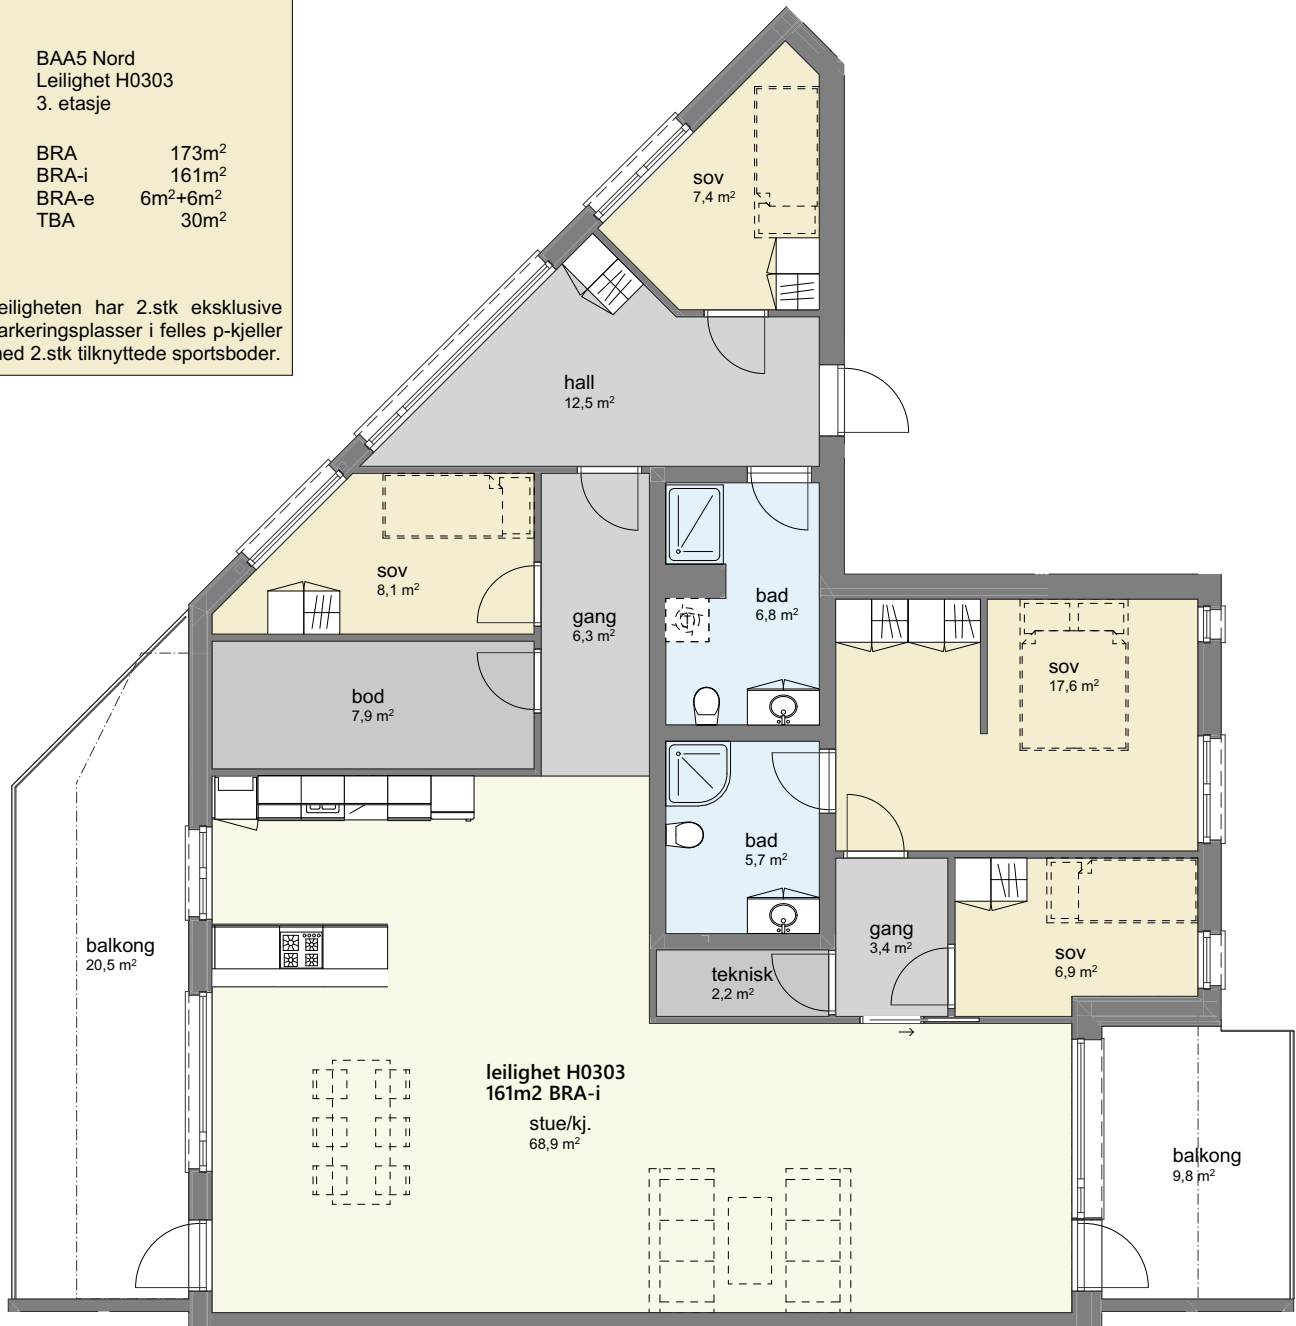 BAA5 Nord
Leilighet H0303
3. etasje
BRA 173m²
BRA-i 161m²
BRA-e 6m²+6m²
TBA 30m²
eiligheten har 2.stk eksklusive
arkeringsplasser i felles p-kjeller
ed 2.stk tilknyttede sportsboder.
sov
7,4 m²
hall
12,5 m²
sov
8,1 m²
gang
6,3 m²
bad
6,8 m²
sov
17,6 m²
bod
7,9 m²
bad
5,7 m²
balkong
20,5 m²
gang
3,4 m²
sov
6,9 m²
teknisk
2,2 m²
leilighet H0303
161m2 BRA-i
stue/kj.
68,9 m²
balkong
9,8 m²